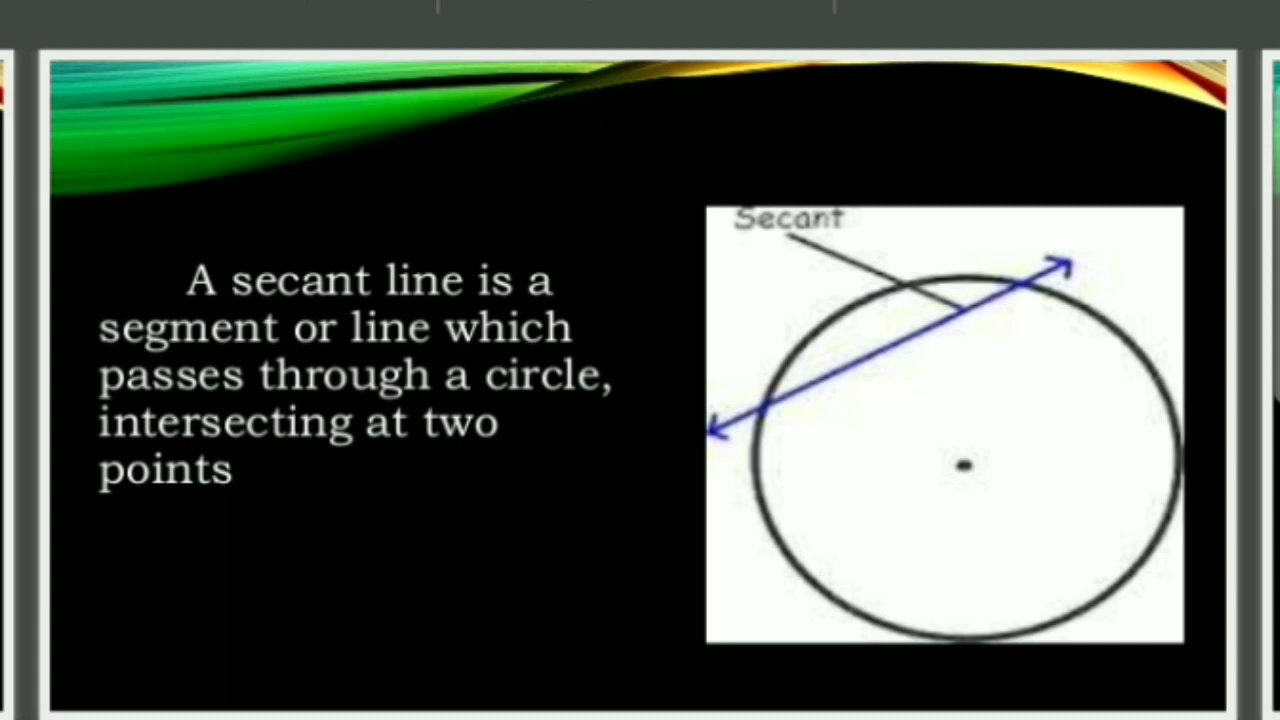 A secant line is a
segment or line which
passes through a circle,
intersecting at two
points
Secant